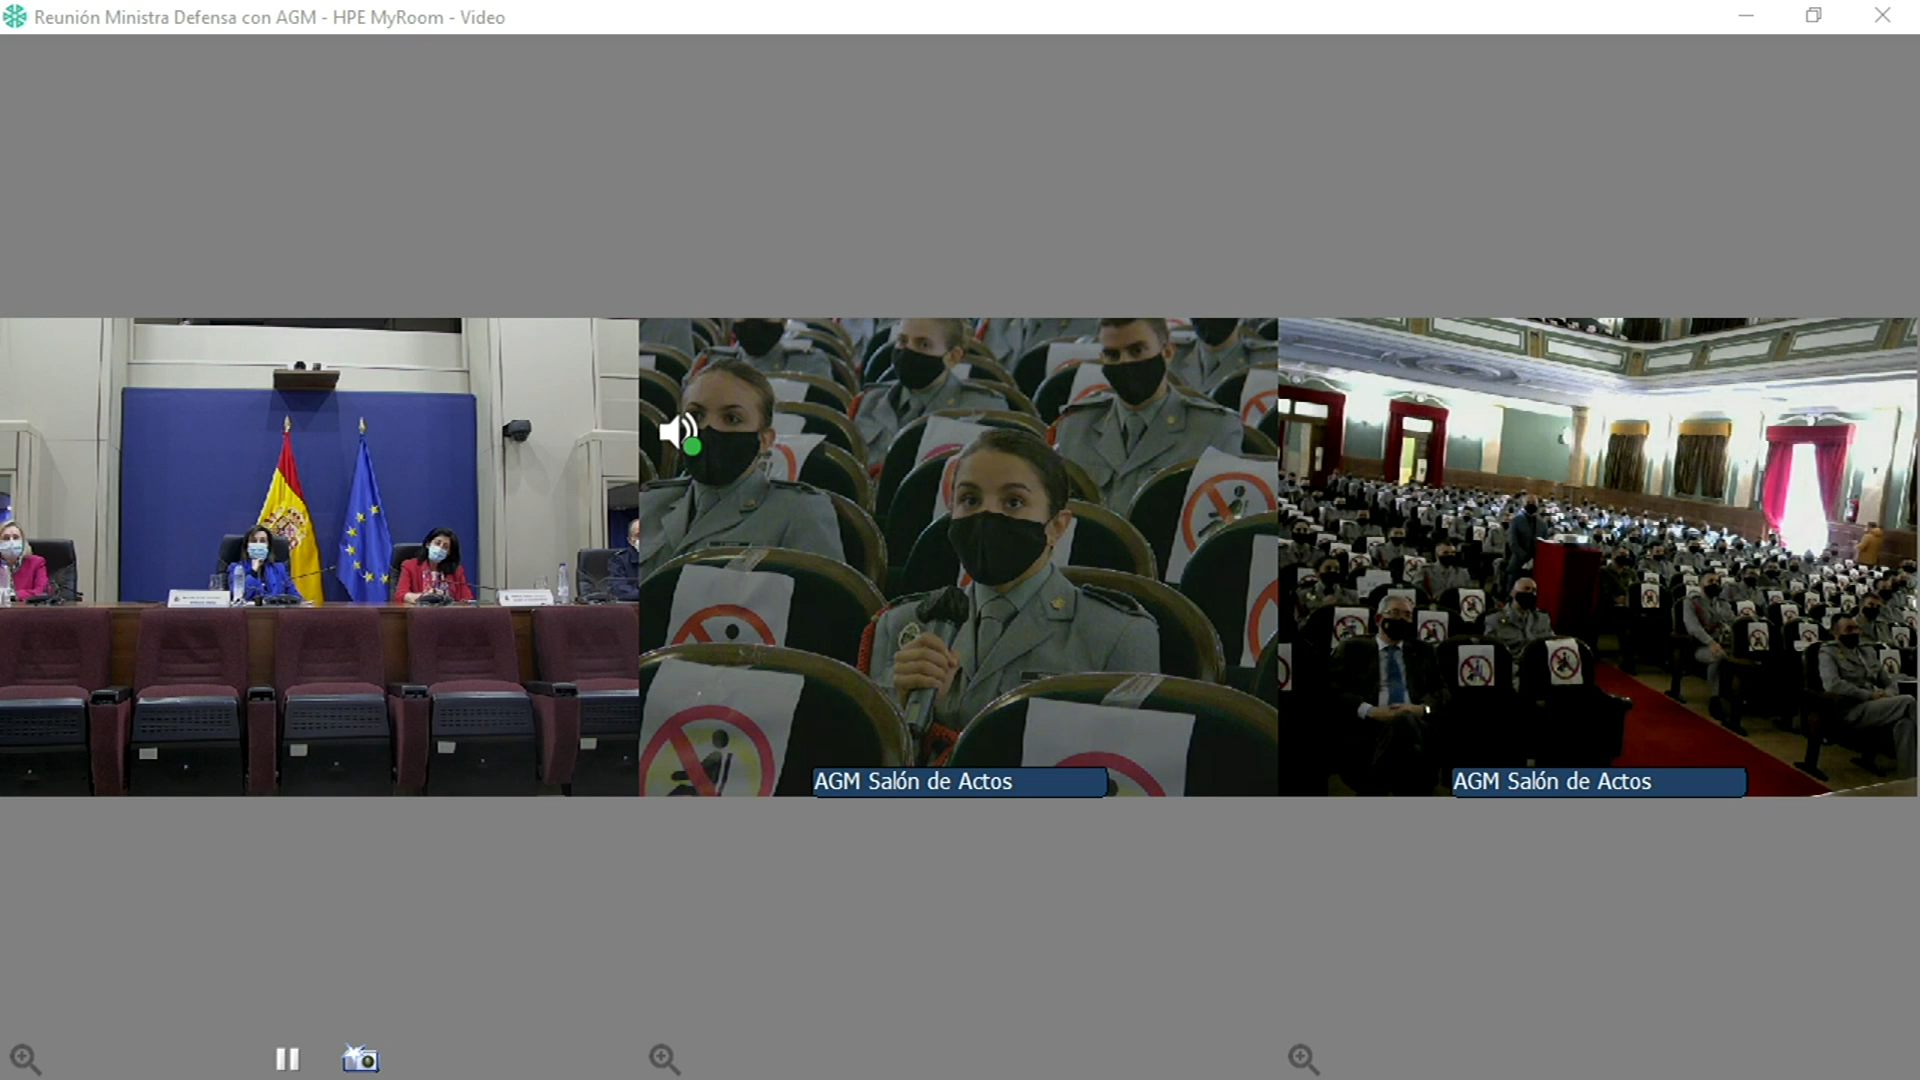 Reunión Ministra Defensa con AGM - HPE MyRoom - Video
AGM Salón de Actos
AGM Salón de Actos